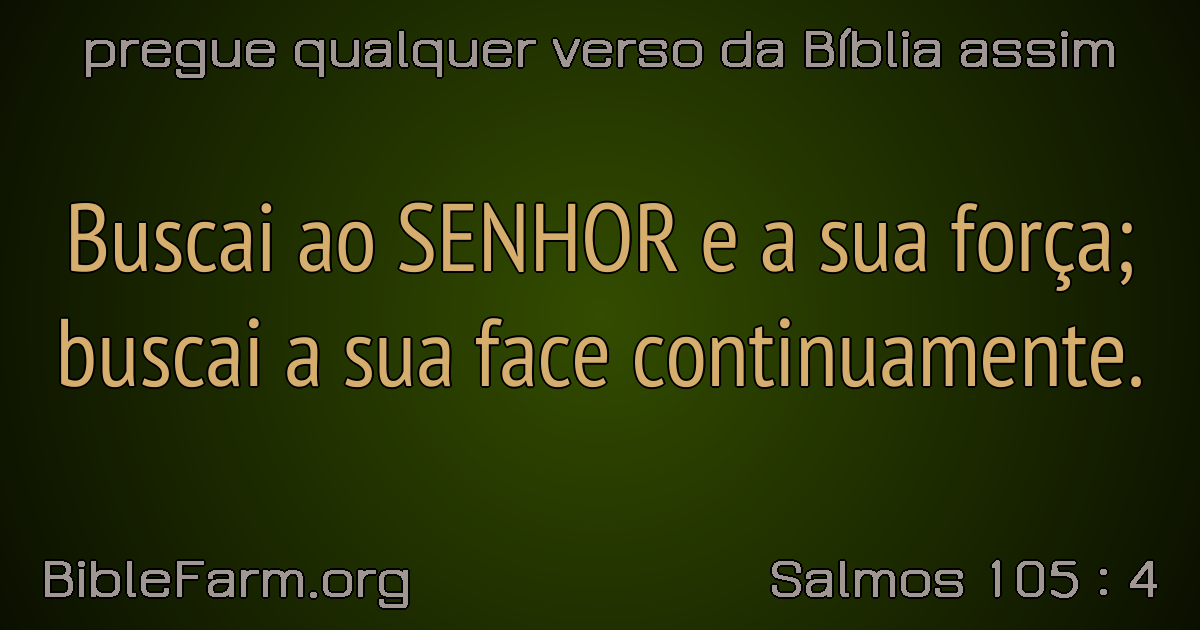 pregue qualquer verso da Bíblia assim
Buscai ao SENHOR e a sua força;
buscai a sua face continuamente.
BibleFarm.org
Salmos 105 : 4